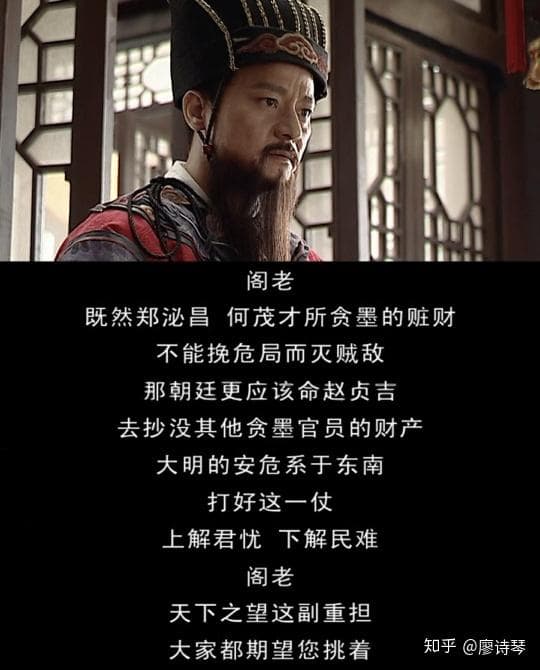 阁老
既然郑泌昌 何茂才所贪墨的赃财
不能挽危局而灭贼敌
那朝廷更应该命赵贞吉
去抄没其他贪墨官员的财产
大明的安危系于东南
打好这一仗
上解君忧 下解民难
阁老
天下之望这副重担
大家都期望您挑着
知乎 @廖诗琴